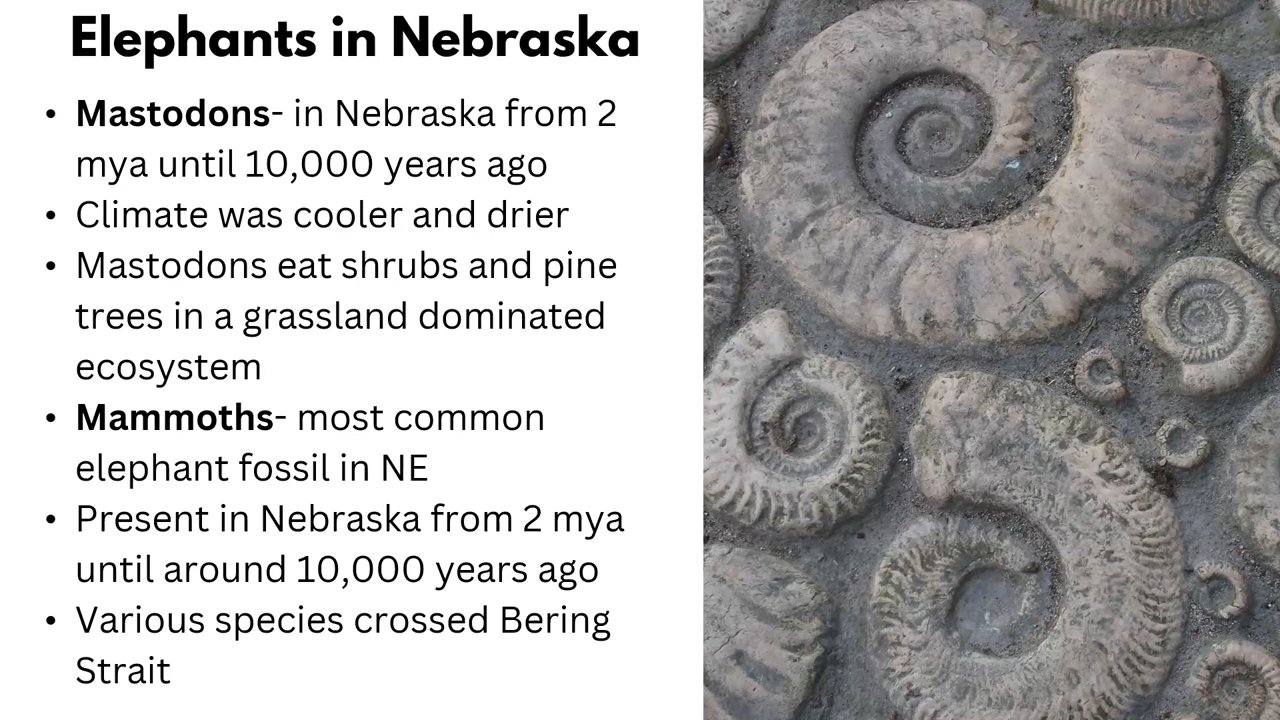 Elephants in Nebraska
• Mastodons- in Nebraska from 2
mya until 10,000 years ago
• Climate was cooler and drier
• Mastodons eat shrubs and pine
trees in a grassland dominated
ecosystem
• Mammoths- most common
elephant fossil in NE
• Present in Nebraska from 2 mya
until around 10,000 years ago
• Various species crossed Bering
Strait